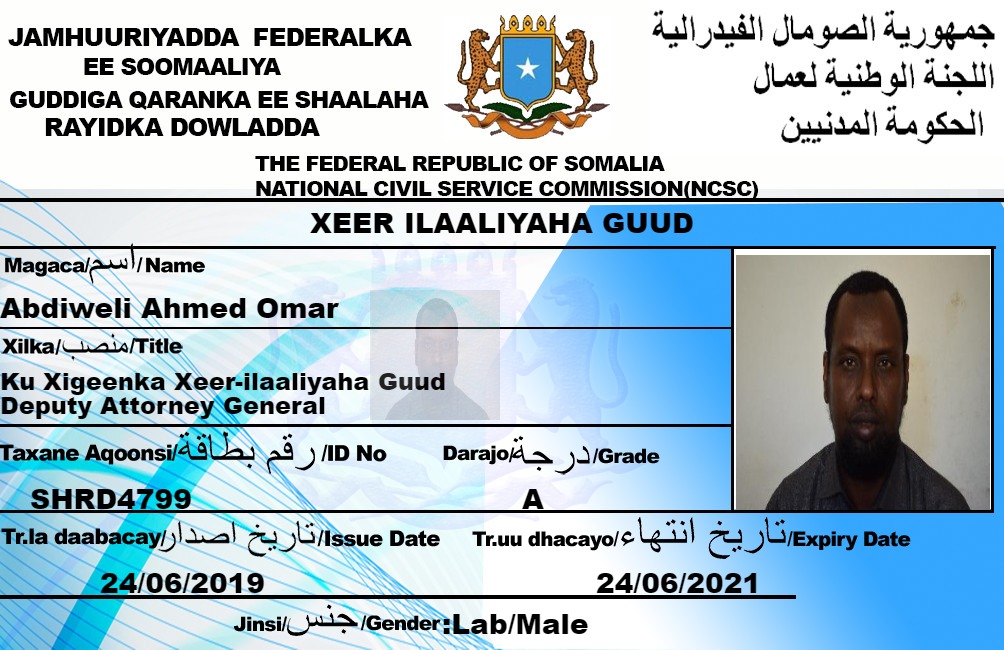 JAMHUURIYADDA FEDERALKA
EE SOOMAALIYA
GUDDIGA QARANKA EE SHAALAHA
RAYIDKA DOWLADDA
جمهورية الصومال الفيدرالية
اللجنة الوطنية لعمال
الحكومة المدنيين
THE FEDERAL REPUBLIC OF SOMALIA
NATIONAL CIVIL SERVICE COMMISSION(NCSC)
XEER ILAALIYAHA GUUD
Magaca/اسم/Name
Abdiweli Ahmed Omar
Xilka/منصب/Title
Ku Xigeenka Xeer-ilaaliyaha Guud
Deputy Attorney General
Taxane Aqoonsi/رقم بطاقة/ID No Darajo/درجة/Grade
SHRD4799 A
Tr.la daabacay/تاريخ اصدار/Issue Date Tr.uu dhacayo/تاريخ انتهاء/Expiry Date
24/06/2019 24/06/2021
Jinsi/جنس/Gender:Lab/Male